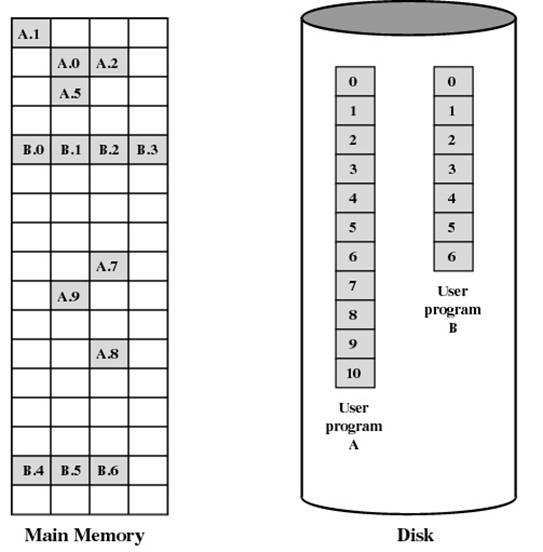 A.1
A.0 A.2
A.5
B.0 B.1 B.2 B.3
A.7
A.9
A.8
B.4 B.5 B.6
Main Memory
0
1
2
3
4
5
6
7
8
9
10
User
program
A
0
1
2
3
4
5
6
User
program
B
Disk